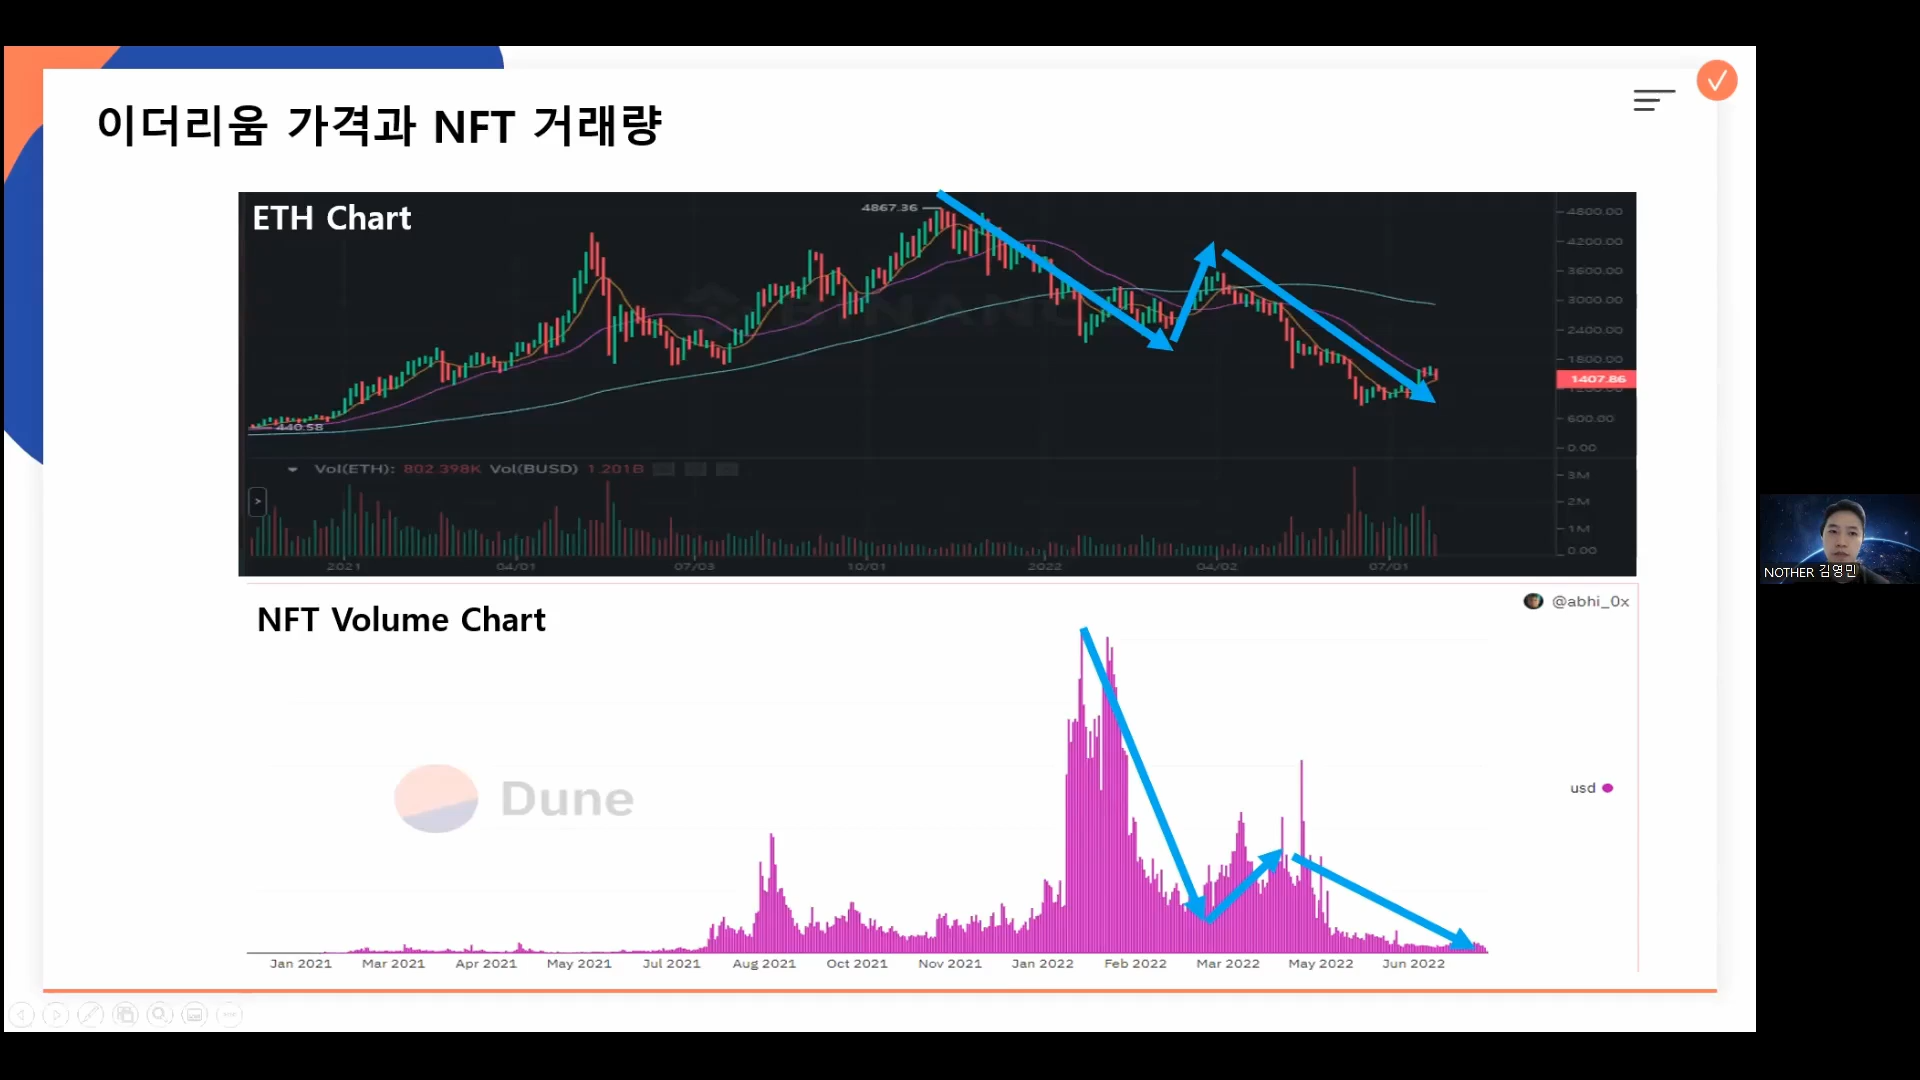 이더리움 가격과 NFT 거래량
ETH Chart
4867.36
4800.00
4200.00
3600.00
3000.00
2400.00
1800.00
1407.86
600.00
0.00
440.58
BINANCE
Vol(ETH): 802.398K Vol(BUSD) 1.201B
3M
2M
1M
0.00
2021 04/01 07/03 10/01 2022 04/02 07/01
NFT Volume Chart
@abhi_0x
Dune
usd
Jan 2021 Mar 2021 Apr 2021 May 2021 Jul 2021 Aug 2021 Oct 2021 Nov 2021 Jan 2022 Feb 2022 Mar 2022 May 2022 Jun 2022
NOTHER 김영민